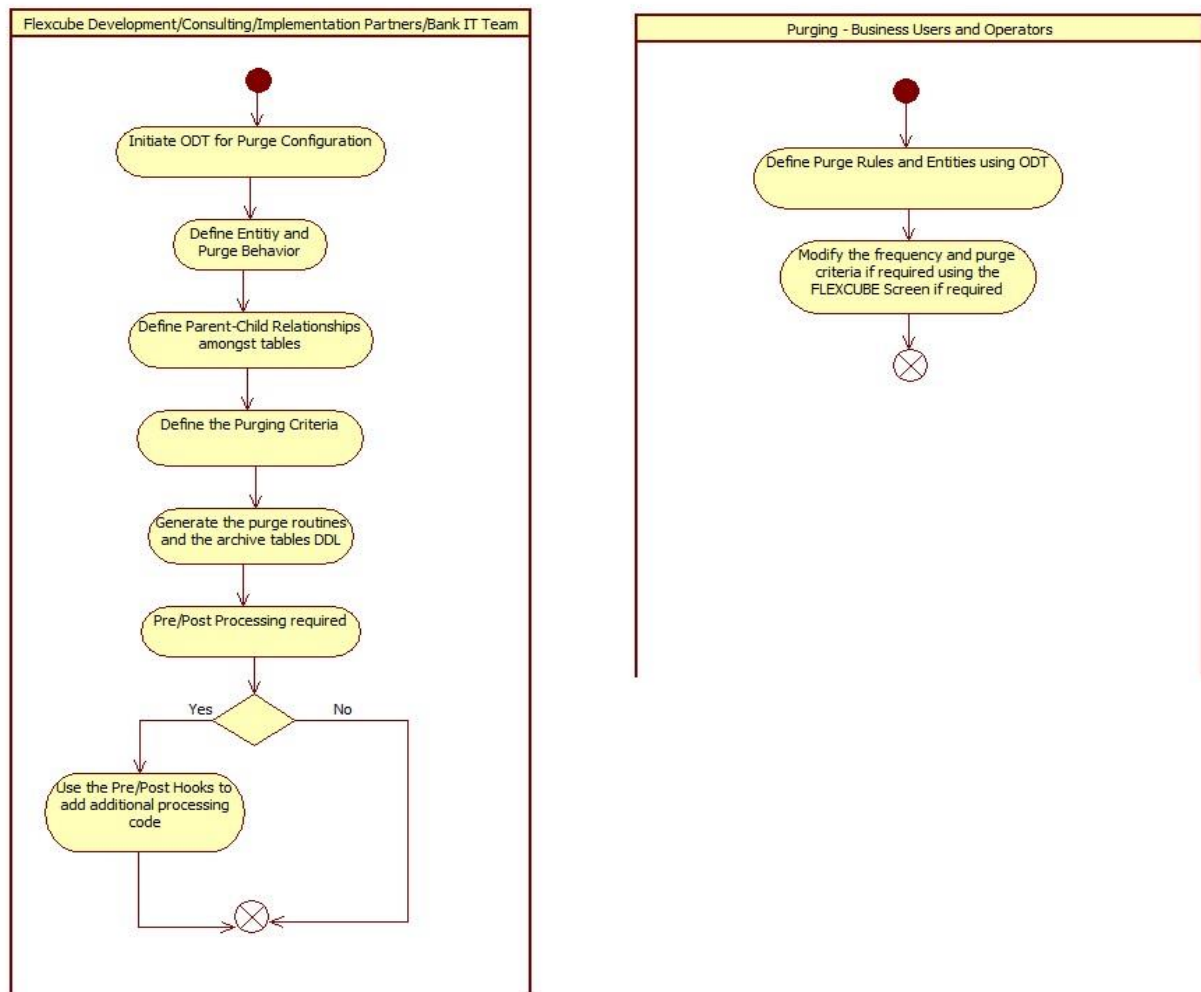 Flexcube Development/Consulting/Implementation Partners/Bank IT Team
Initiate ODT for Purge Configuration
Define Entitiy and
Purge Behavior
Define Parent-Child Relationships
amongst tables
Define the Purging Criteria
Generate the purge routines
and the archive tables DDL
Pre/Post Processing required
Yes
No
Use the Pre/Post Hooks to
add additional processing
code
Purging - Business Users and Operators
Define Purge Rules and Entities using ODT
Modify the frequency and purge
criteria if required using the
FLEXCUBE Screen if required